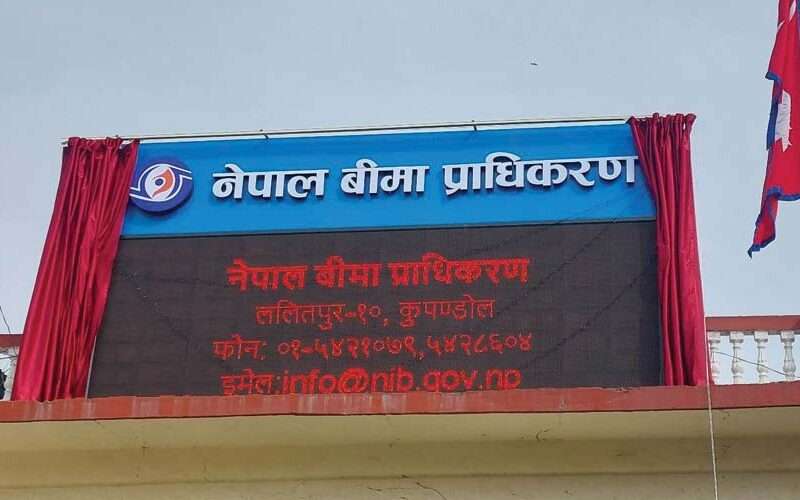 नेपाल बीमा प्राधिकरण
नेपाल बीमा प्राधिकरण
ललितपुर-१०, कुपण्डोल
फोन: ०१-५४२१०७९,५४२८६०४
इमेल:info@nib.gov.np